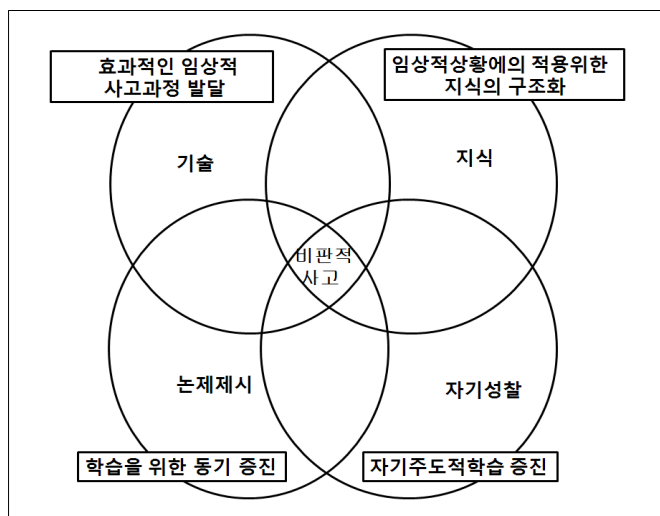 효과적인 임상적
사고과정 발달
임상적상황에의 적용위한
지식의 구조화
기술
지식
비판적
사고
논제제시
자기성찰
학습을 위한 동기 증진
자기주도적학습 증진